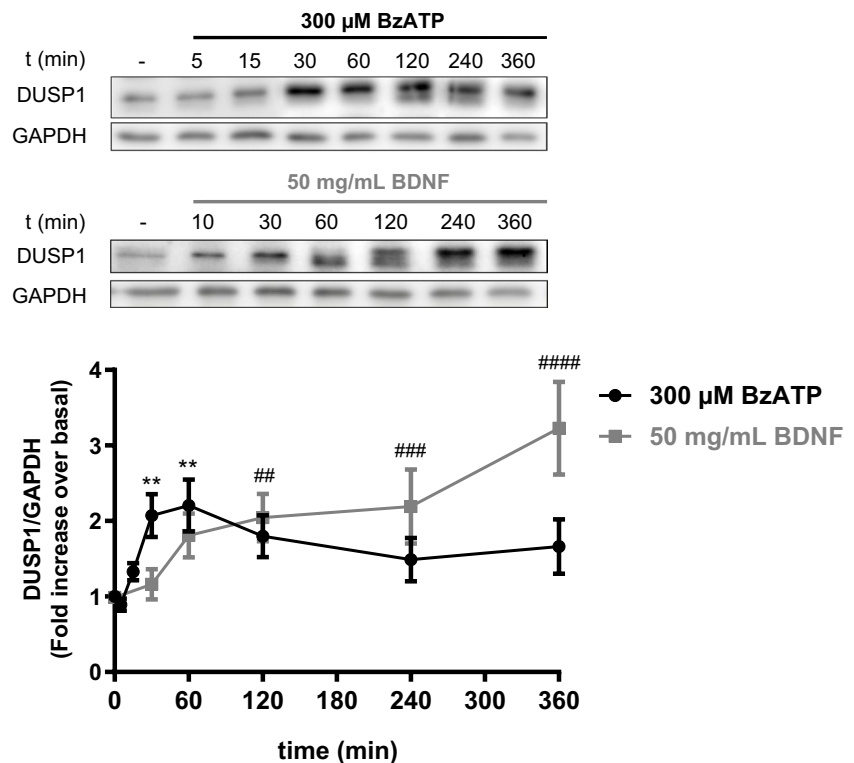 300 µM BzATP
t (min) - 5 15 30 60 120 240 360
DUSP1
GAPDH
50 mg/mL BDNF
t (min) - 10 30 60 120 240 360
DUSP1
GAPDH
DUSP1/GAPDH
(Fold increase over basal)
4
3
2
1
0
** ** ## ### ####
0 60 120 180 240 300 360
time (min)
300 µM BzATP
50 mg/mL BDNF